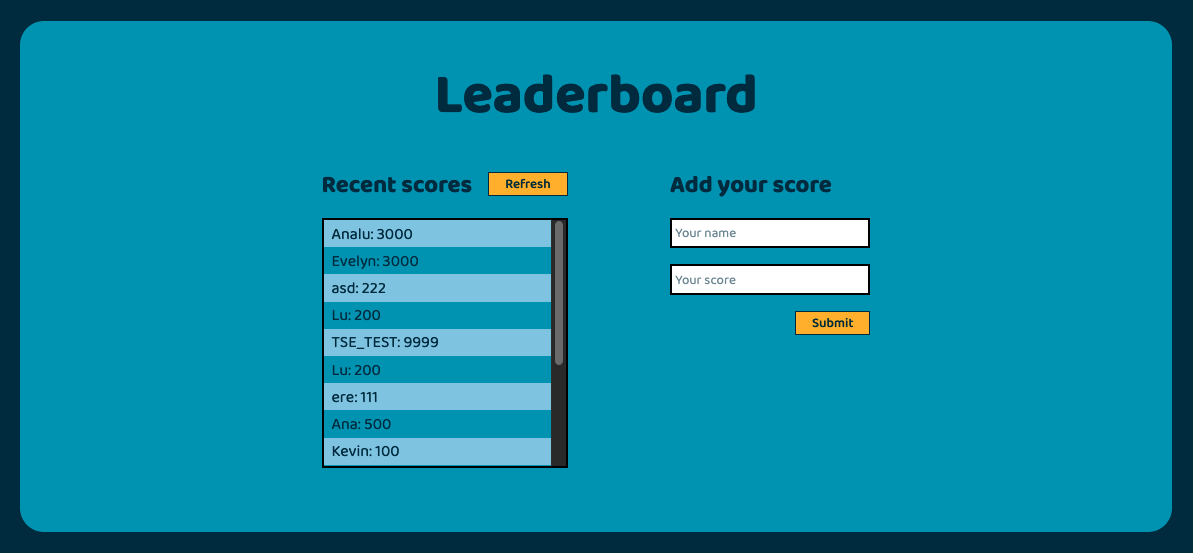 Leaderboard
Recent scores
Refresh
Analu: 3000
Evelyn: 3000
asd: 222
Lu: 200
TSE_TEST: 9999
Lu: 200
ere: 111
Ana: 500
Kevin: 100
Add your score
Your name
Your score
Submit